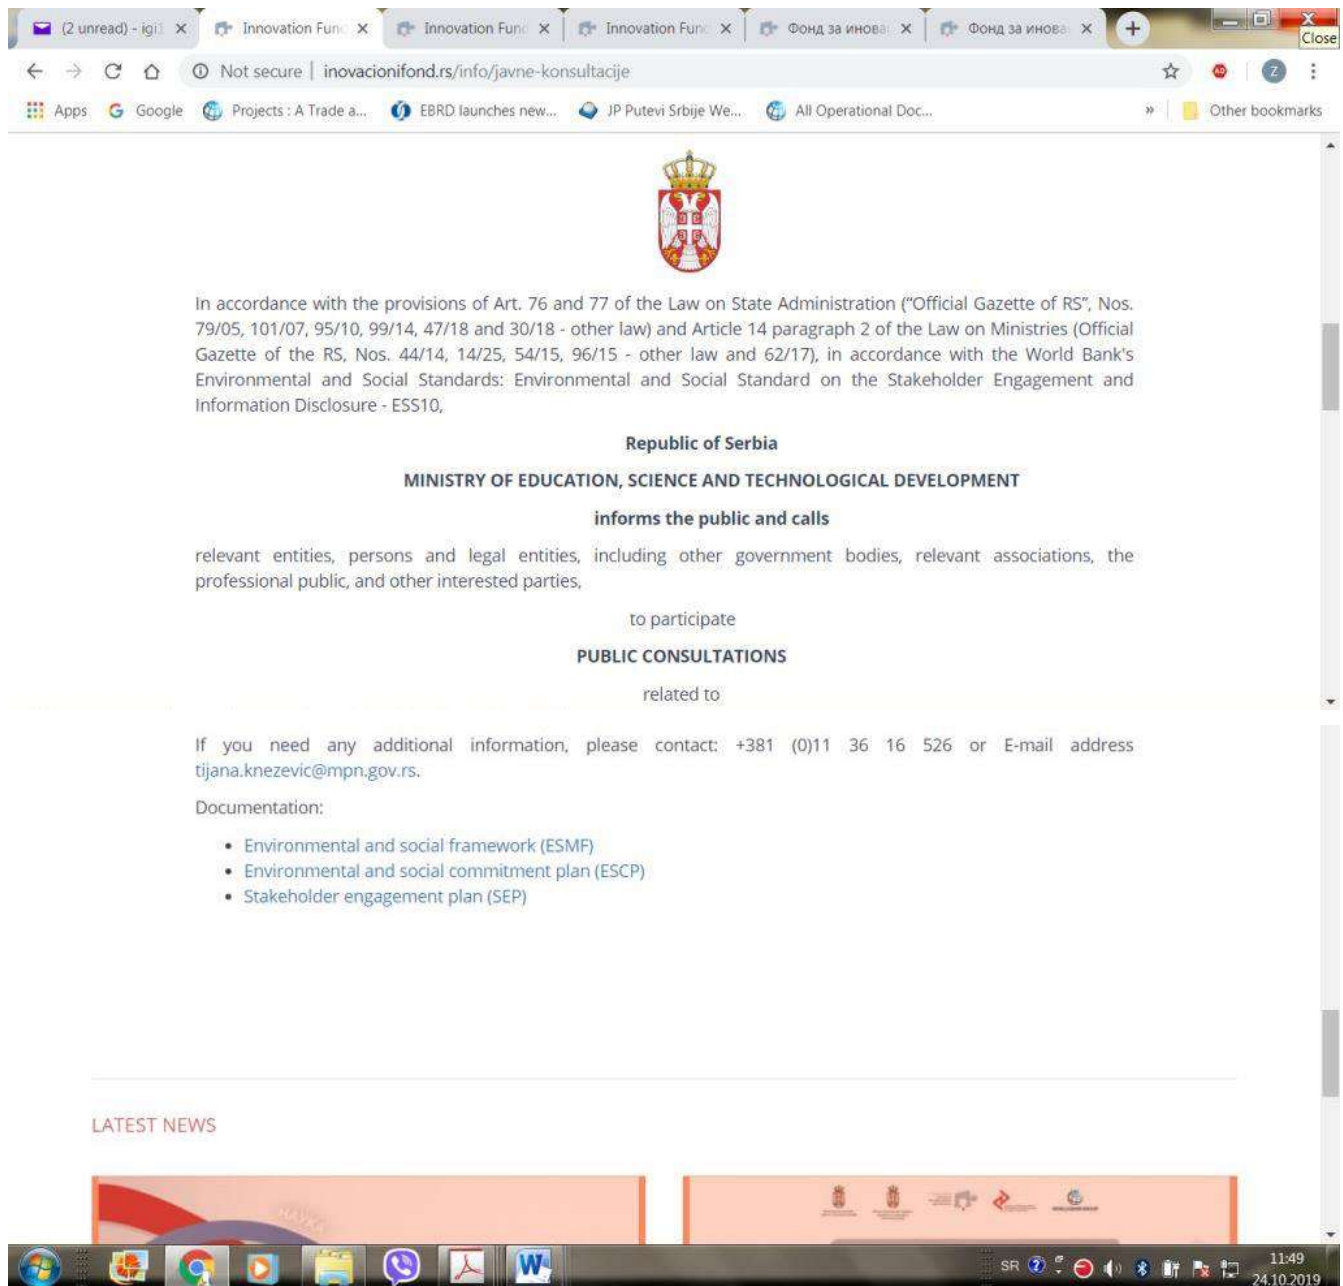 (2 unread) - igi1
Innovation Fun
Innovation Fun
Innovation Fun
Фонд за инова
Фонд за инова
Close
Not secure | inovacionifond.rs/info/javne-konsultacije
Z
Apps
Google
Projects : A Trade a...
EBRD launches new...
JP Putevi Srbije We...
All Operational Doc...
»
Other bookmarks
In accordance with the provisions of Art. 76 and 77 of the Law on State Administration (“Official Gazette of RS”, Nos.
79/05, 101/07, 95/10, 99/14, 47/18 and 30/18 - other law) and Article 14 paragraph 2 of the Law on Ministries (Official
Gazette of the RS, Nos. 44/14, 14/25, 54/15, 96/15 - other law and 62/17), in accordance with the World Bank's
Environmental and Social Standards: Environmental and Social Standard on the Stakeholder Engagement and
Information Disclosure - ESS10,
Republic of Serbia
MINISTRY OF EDUCATION, SCIENCE AND TECHNOLOGICAL DEVELOPMENT
informs the public and calls
relevant entities, persons and legal entities, including other government bodies, relevant associations, the
professional public, and other interested parties,
to participate
PUBLIC CONSULTATIONS
related to
If you need any additional information, please contact: +381 (0)11 36 16 526 or E-mail address
tijana.knezevic@mpn.gov.rs.
Documentation:
• Environmental and social framework (ESMF)
• Environmental and social commitment plan (ESCP)
• Stakeholder engagement plan (SEP)
LATEST NEWS
НАУКА
SR
11:49
24.10.2019